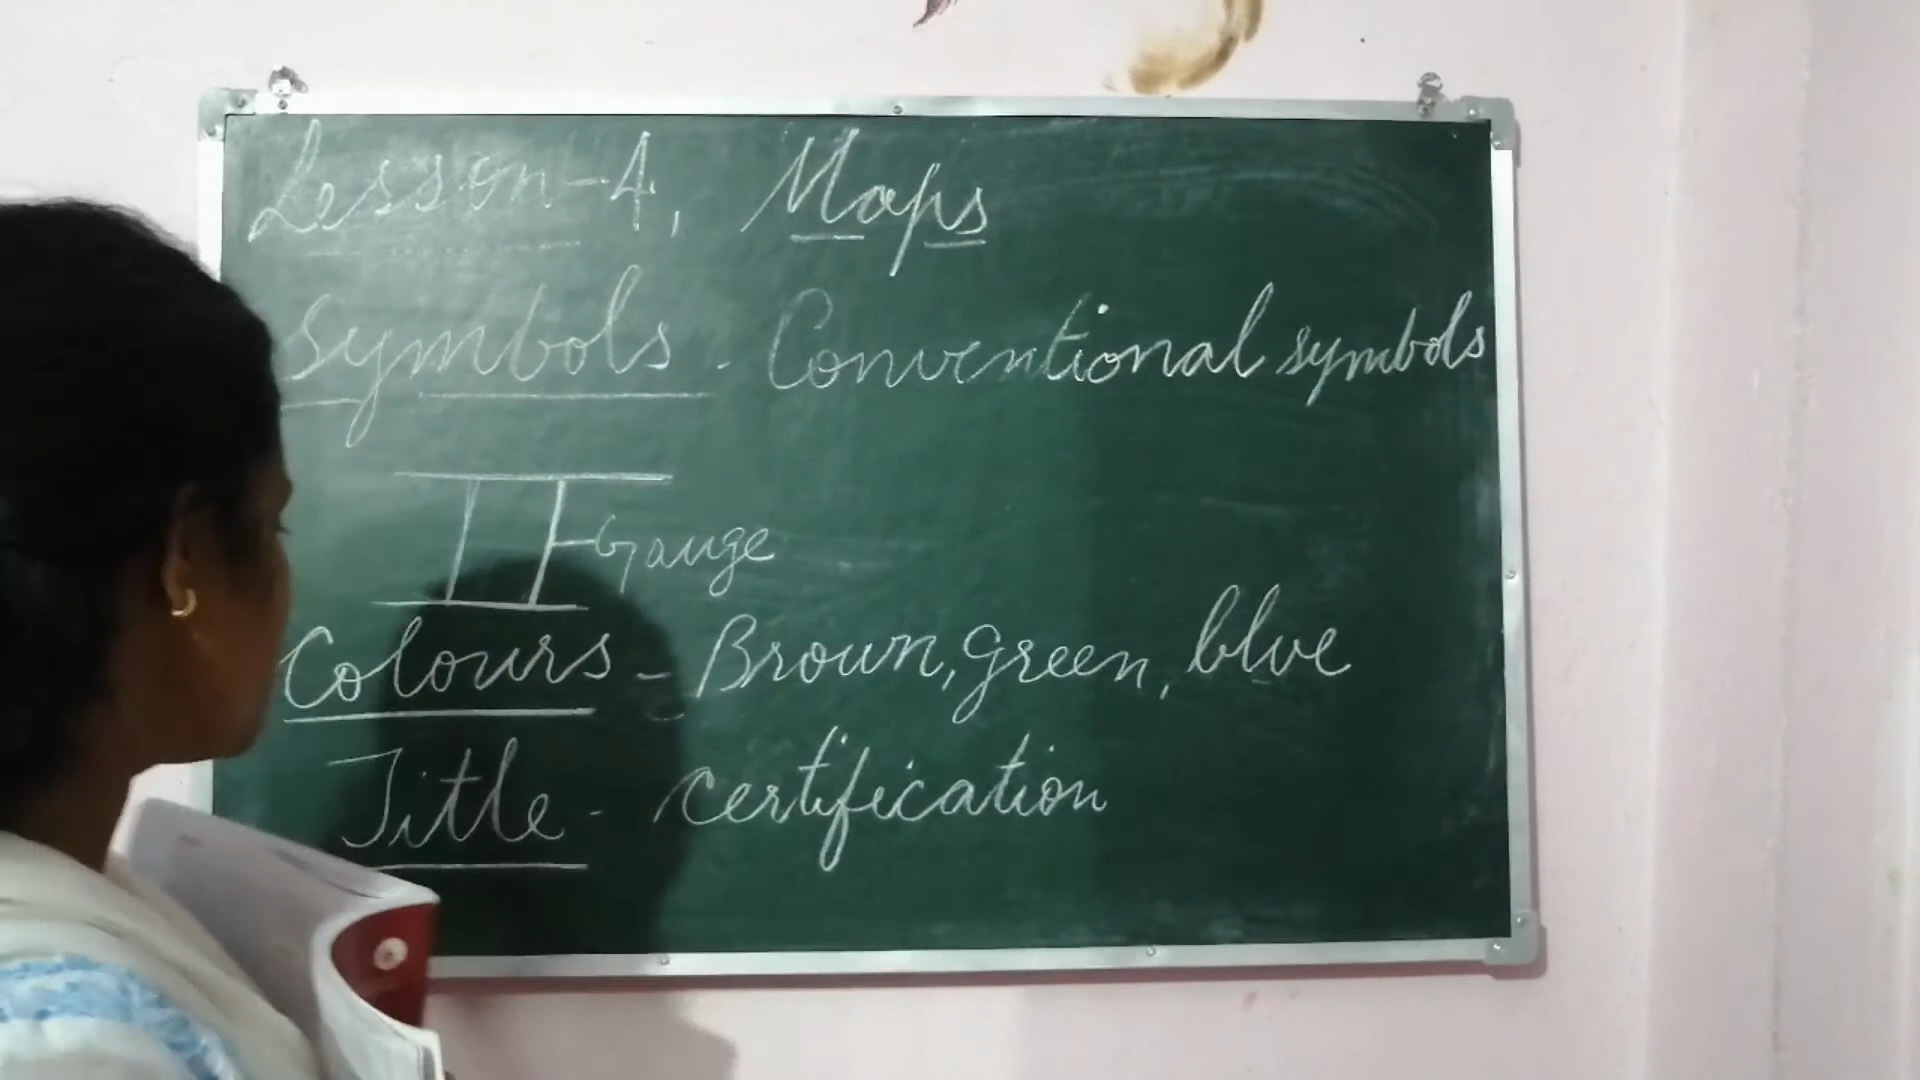 Lesson-4, Maps
Symbols - Conventional symbols
Gauge
Colours - Brown, green, blue
Title - certification